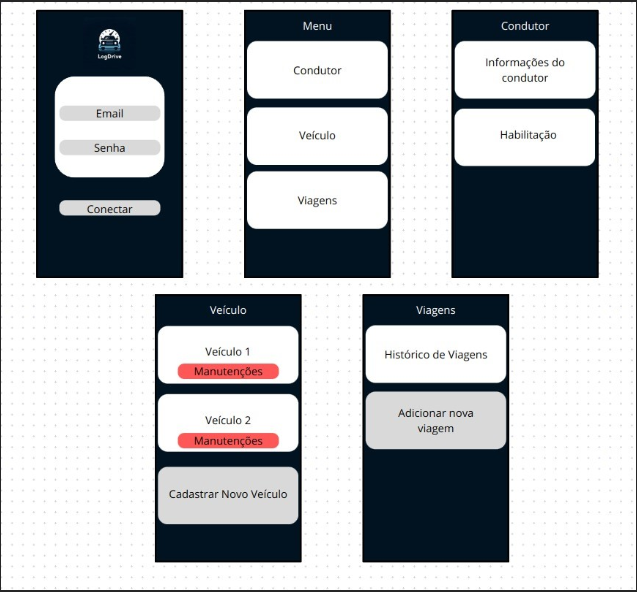 LogDrive
Email
Senha
Conectar
Menu
Condutor
Veículo
Viagens
Condutor
Informações do
condutor
Habilitação
Veículo
Veículo 1
Manutenções
Veículo 2
Manutenções
Cadastrar Novo Veículo
Viagens
Histórico de Viagens
Adicionar nova
viagem